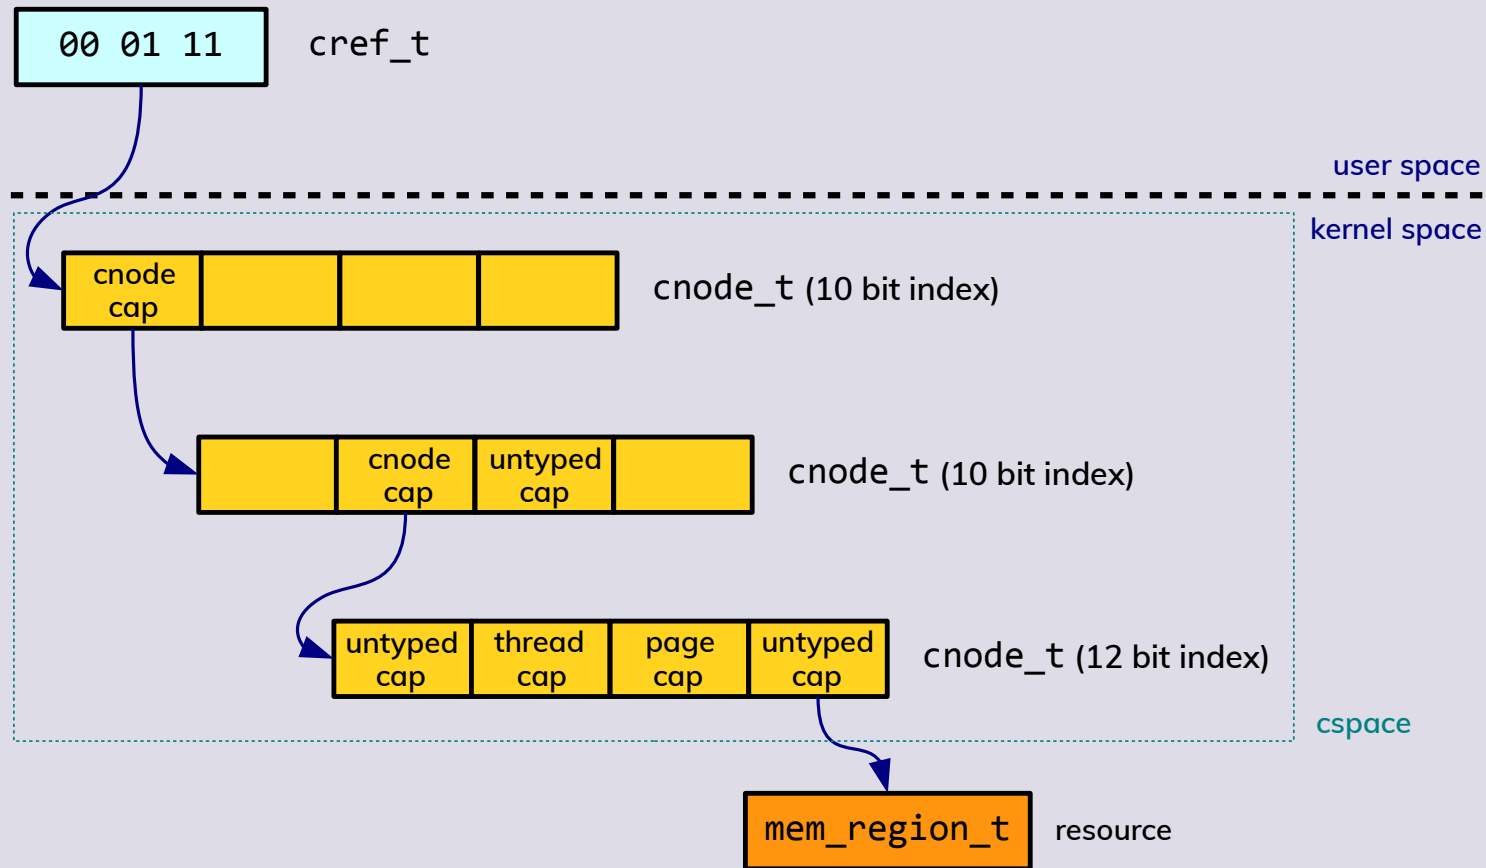 00 01 11 cref_t
user space
kernel space
cnode
cap
cnode_t (10 bit index)
cnode
cap
untyped
cap
cnode_t (10 bit index)
untyped
cap
thread
cap
page
cap
untyped
cap
cnode_t (12 bit index)
cspace
mem_region_t resource